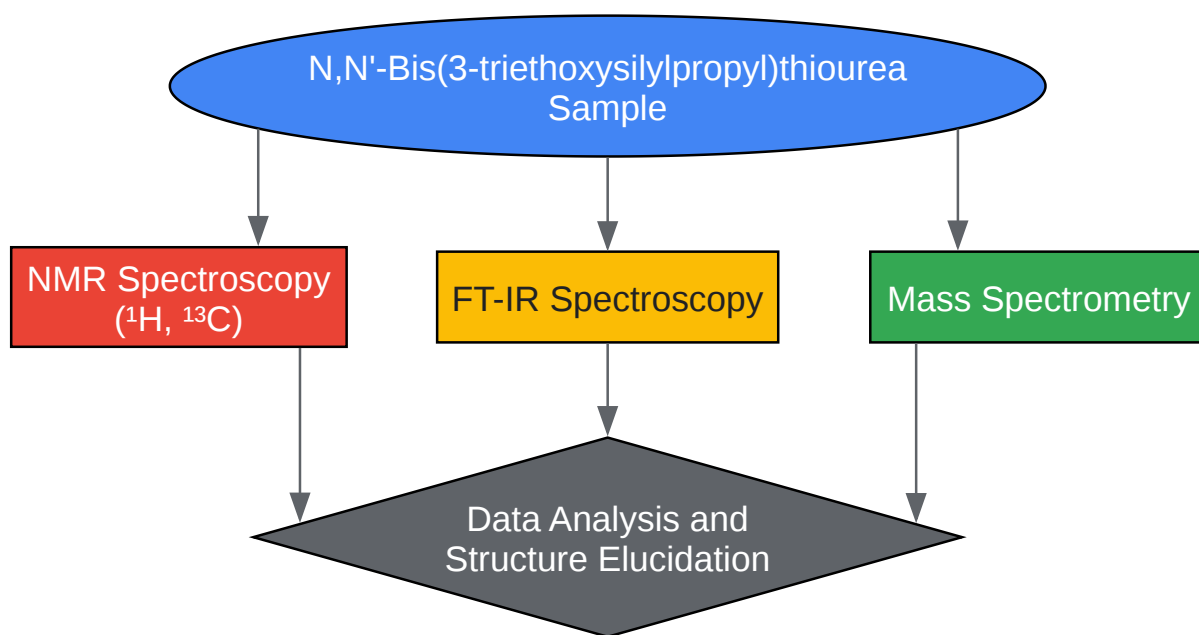 N,N'-Bis(3-triethoxysilylpropyl)thiourea
Sample
NMR Spectroscopy
(¹H, ¹³C)
FT-IR Spectroscopy
Mass Spectrometry
Data Analysis and
Structure Elucidation